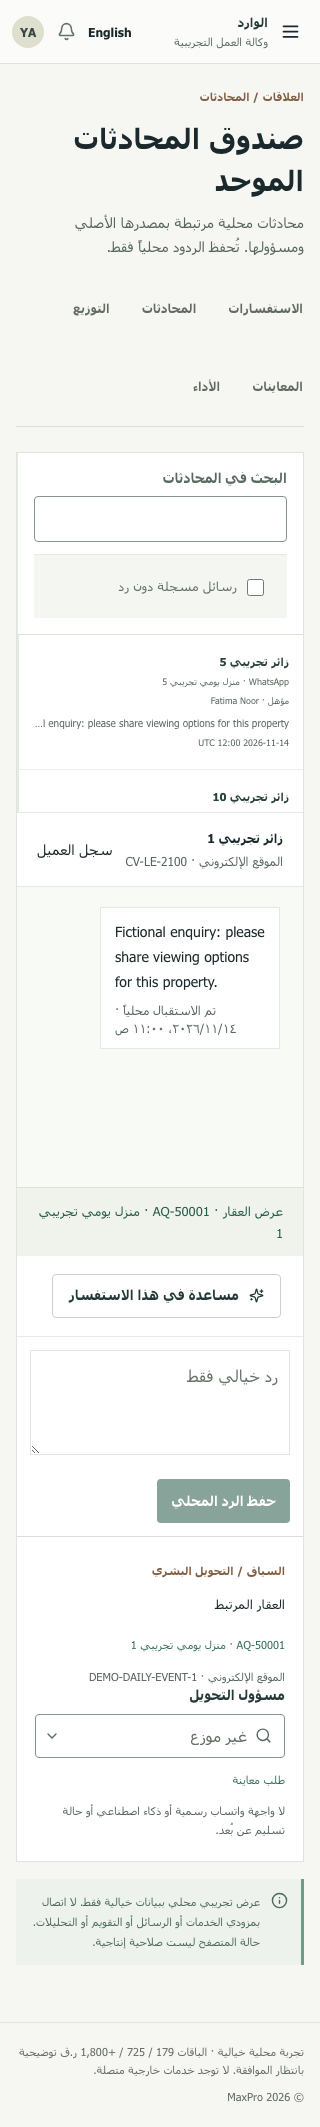 الوارد
وكالة العمل التجريبية
English
YA
العلاقات / المحادثات
صندوق المحادثات
الموحد
محادثات محلية مرتبطة بمصدرها الأصلي
ومسؤولها. تُحفظ الردود محلياً فقط.
الاستفسارات
المحادثات
التوزيع
المعاينات
الأداء
البحث في المحادثات
رسائل مسجلة دون رد
زائر تجريبي 5
WhatsApp · منزل يومي تجريبي 5
مؤهل · Fatima Noor
...l enquiry: please share viewing options for this property
2026-11-14 12:00 UTC
زائر تجريبي 10
زائر تجريبي 1
الموقع الإلكتروني · CV-LE-2100
سجل العميل
Fictional enquiry: please
share viewing options
for this property.
تم الاستقبال محلياً ·
٢٠٢٦/١١/١٤، ١١:٠٠ ص
عرض العقار · AQ-50001 · منزل يومي تجريبي
1
مساعدة في هذا الاستفسار
رد خيالي فقط
حفظ الرد المحلي
السياق / التحويل البشري
العقار المرتبط
AQ-50001 · منزل يومي تجريبي 1
الموقع الإلكتروني · DEMO-DAILY-EVENT-1
مسؤول التحويل
غير موزع
طلب معاينة
لا واجهة واتساب رسمية أو ذكاء اصطناعي أو حالة
تسليم عن بُعد.
عرض تجريبي محلي ببيانات خيالية فقط. لا اتصال
بمزودي الخدمات أو الرسائل أو التقويم أو التحليلات.
حالة المتصفح ليست صلاحية إنتاجية.
تجربة محلية خيالية · الباقات 179 / 725 / +1,800 ر.ق توضيحية
بانتظار الموافقة. لا توجد خدمات خارجية متصلة.
© 2026 MaxPro